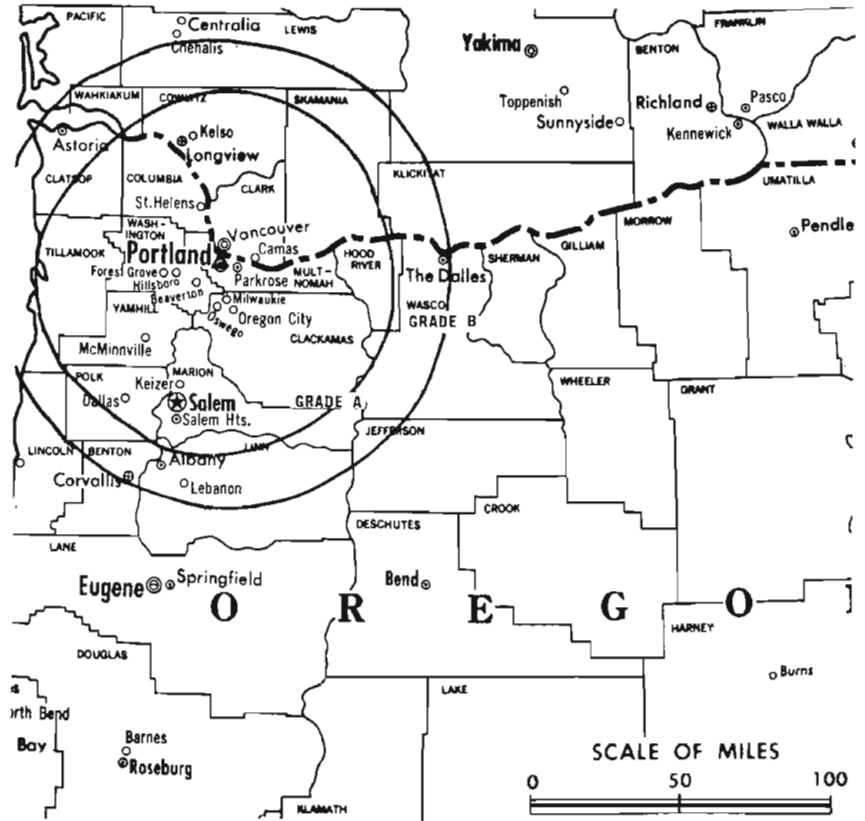 PACIFIC
Centralia
LEWIS
Chehalis
Yakima
FRANKLIN
BENTON
WAHKIAKUM
COWLITZ
SKAMANIA
Toppenish
Richland
Pasco
Sunnyside
Kennewick
WALLA WALLA
Astoria
Kelso
Longview
CLATSOP
COLUMBIA
CLARK
KLICKITAT
UMATILLA
St.Helens
MORROW
WASH-
INGTON
Vancouver
GILLIAM
Pendle
TILLAMOOK
Portland
Camas
HOOD
RIVER
SHERMAN
Forest Grove
Parkrose
MULT-
NOMAH
The Dalles
Hillsboro
Beaverton
Milwaukie
WASCO
YAMHILL
Oswego
Oregon City
GRADE B
CLACKAMAS
McMinnville
MARION
POLK
Keizer
WHEELER
GRANT
Dallas
Salem
GRADE A
Salem Hts.
JEFFERSON
LINCOLN
BENTON
LINN
Albany
Corvallis
Lebanon
CROOK
DESCHUTES
LANE
Eugene
Springfield
Bend
O R E G O
HARNEY
DOUGLAS
Burns
LAKE
orth Bend
Barnes
Bay
SCALE OF MILES
Roseburg
0 50 100
KLAMATH